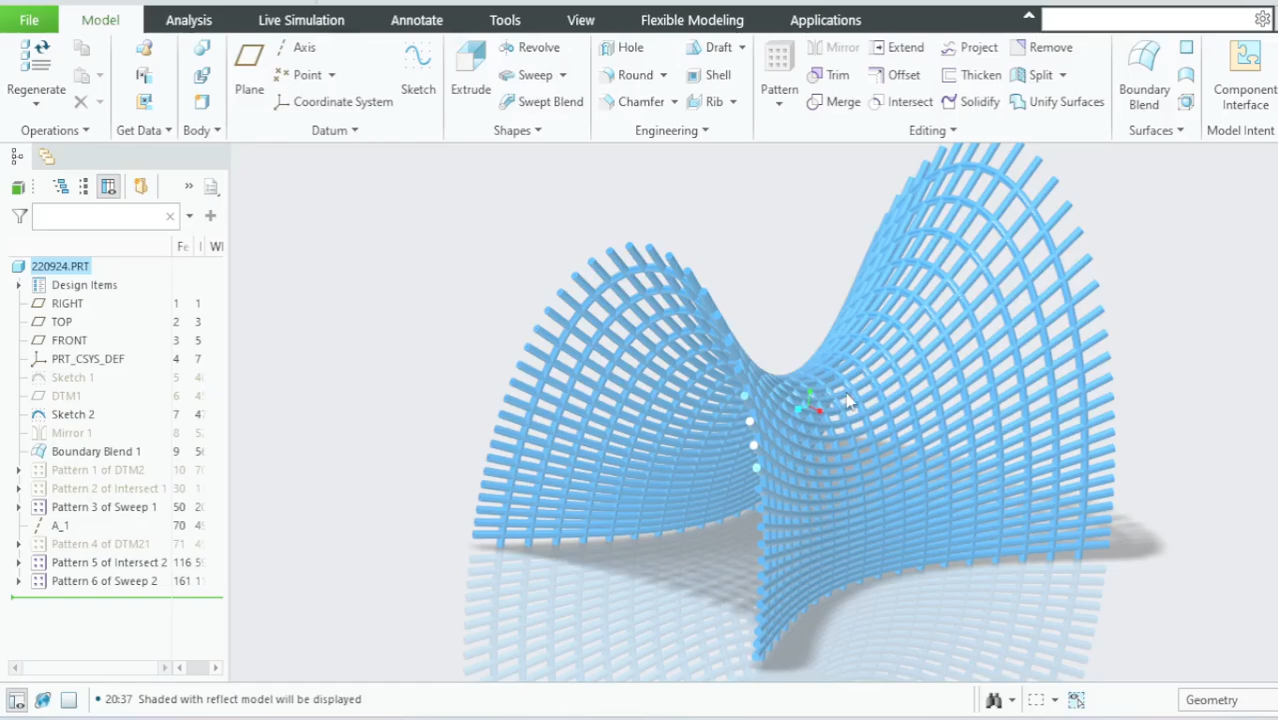 File Model Analysis Live Simulation Annotate Tools View Flexible Modeling Applications
Regenerate
Operations
Get Data
Body
Plane
Axis
Point
Coordinate System
Sketch
Datum
Extrude
Revolve
Sweep
Swept Blend
Shapes
Hole
Round
Chamfer
Draft
Shell
Rib
Engineering
Pattern
Mirror
Trim
Merge
Extend
Offset
Intersect
Project
Thicken
Solidify
Remove
Split
Unify Surfaces
Editing
Boundary
Blend
Surfaces
Component
Interface
Model Intent
Fe
220924.PRT
Design Items
RIGHT 1 1
TOP 2 3
FRONT 3 5
PRT_CSYS_DEF 4 7
Sketch 1 5
DTM1 6
Sketch 2 7
Mirror 1 8
Boundary Blend 1 9
Pattern 1 of DTM2 10
Pattern 2 of Intersect 1 30
Pattern 3 of Sweep 1 50
A_1 70
Pattern 4 of DTM21 71
Pattern 5 of Intersect 2 116
Pattern 6 of Sweep 2 161
• 20:37 Shaded with reflect model will be displayed
Geometry